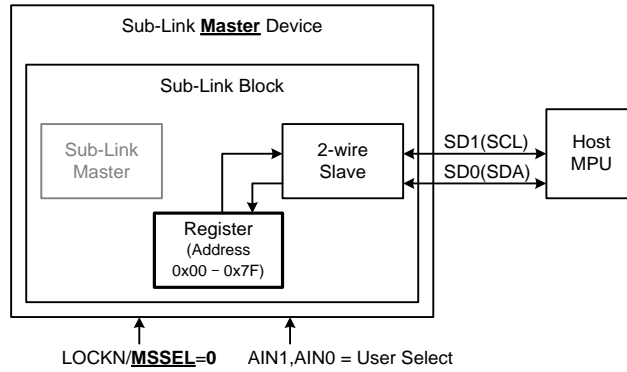 Sub-Link Master Device
Sub-Link Block
Sub-Link
Master
2-wire
Slave
SD1(SCL)
SD0(SDA)
Host
MPU
Register
(Address
0x00 − 0x7F)
LOCKN/MSSEL=0
AIN1,AIN0 = User Select